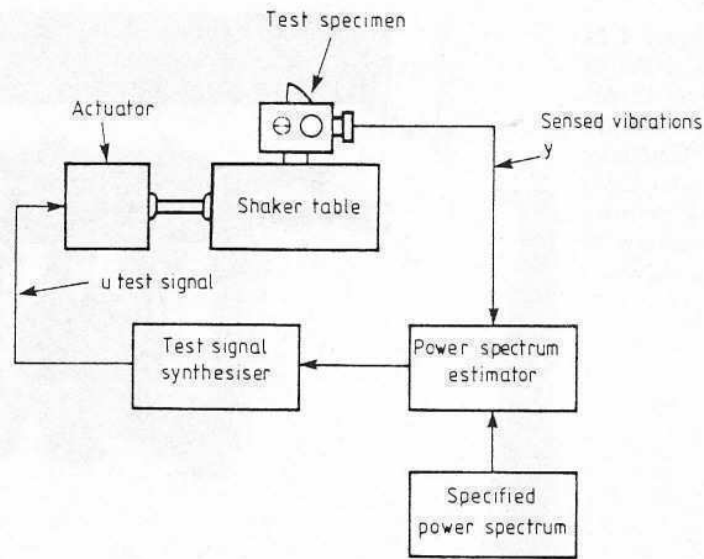 Test specimen
Actuator
Sensed vibrations
y
Shaker table
u test signal
Test signal
synthesiser
Power spectrum
estimator
Specified
power spectrum